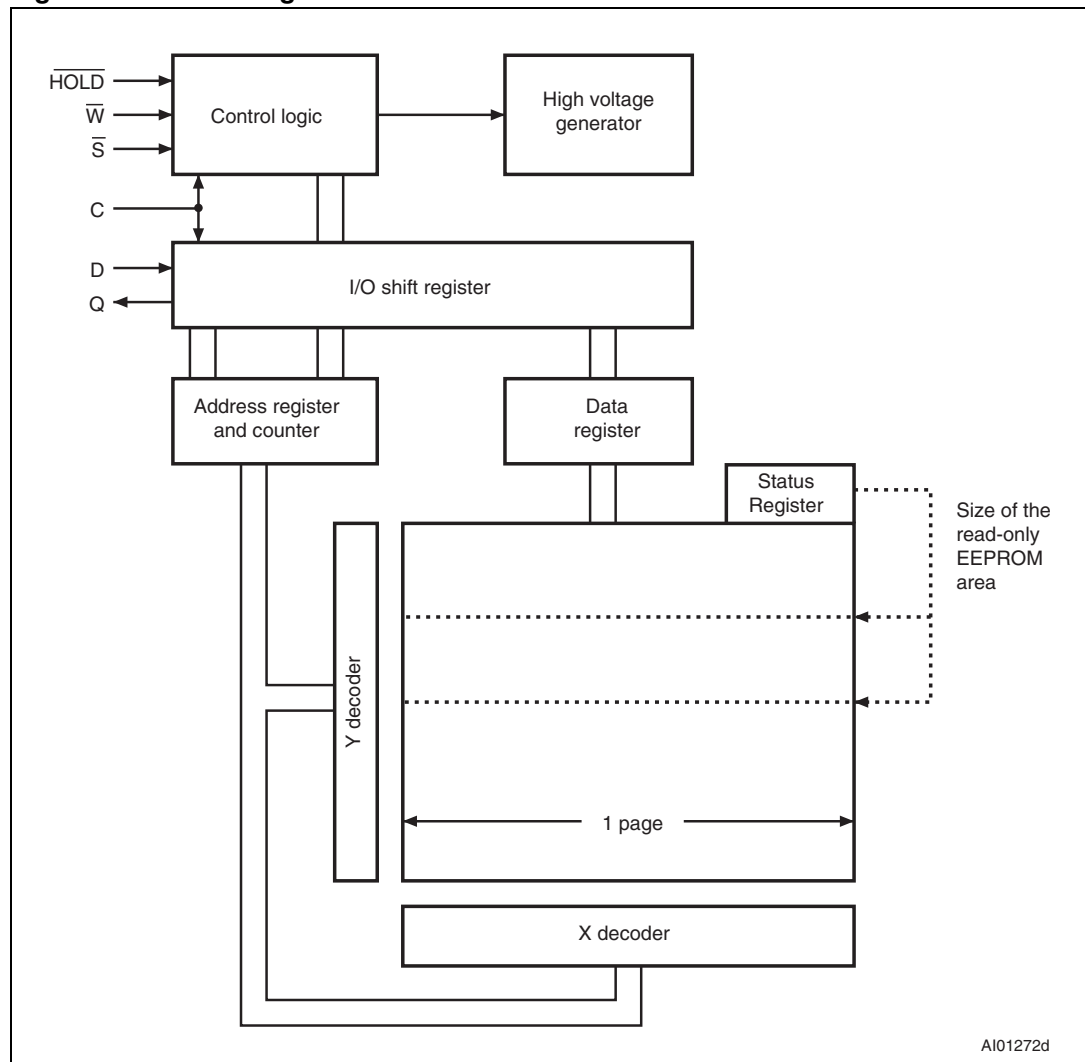 H̅O̅L̅D̅
W̅
S̅
C
D
Q
Control logic
High voltage
generator
I/O shift register
Address register
and counter
Data
register
Status
Register
Size of the
read-only
EEPROM
area
Y decoder
1 page
X decoder
AI01272d